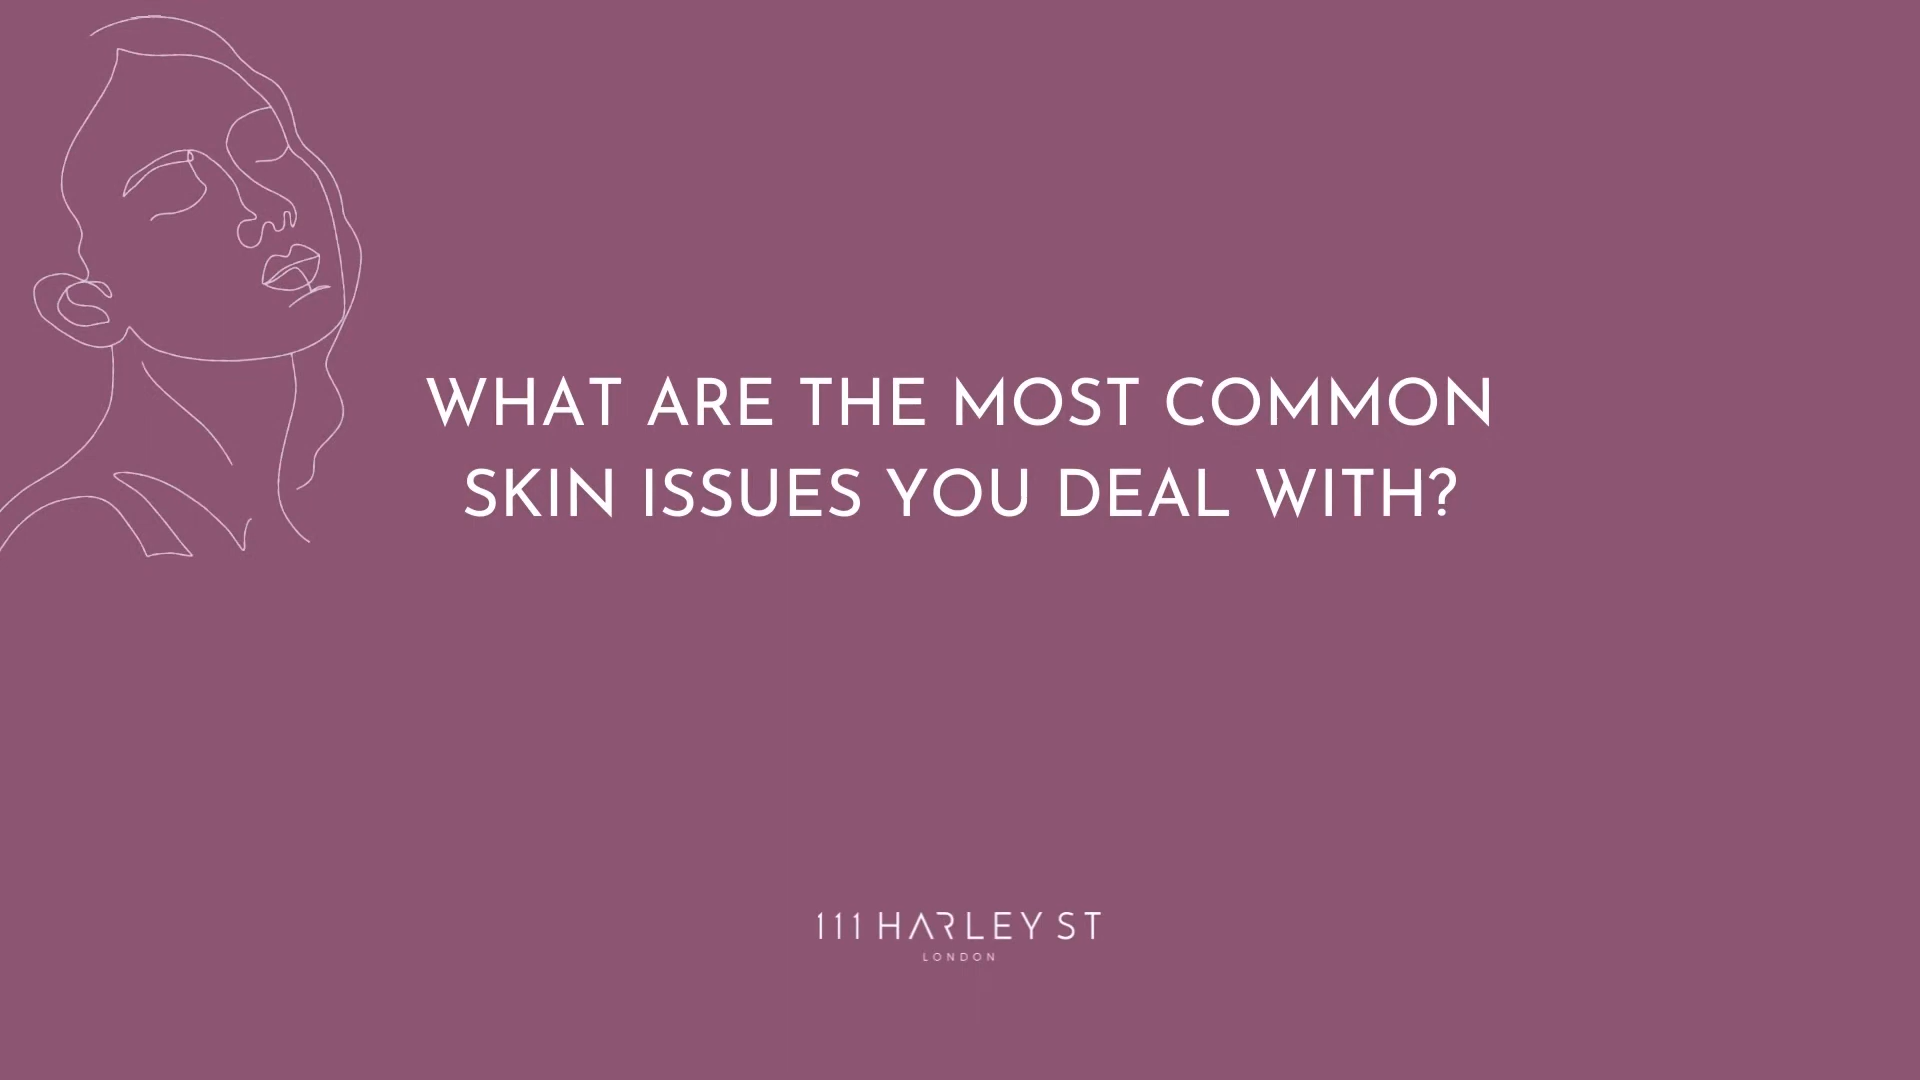 WHAT ARE THE MOST COMMON
SKIN ISSUES YOU DEAL WITH?
111 HARLEY ST
LONDON